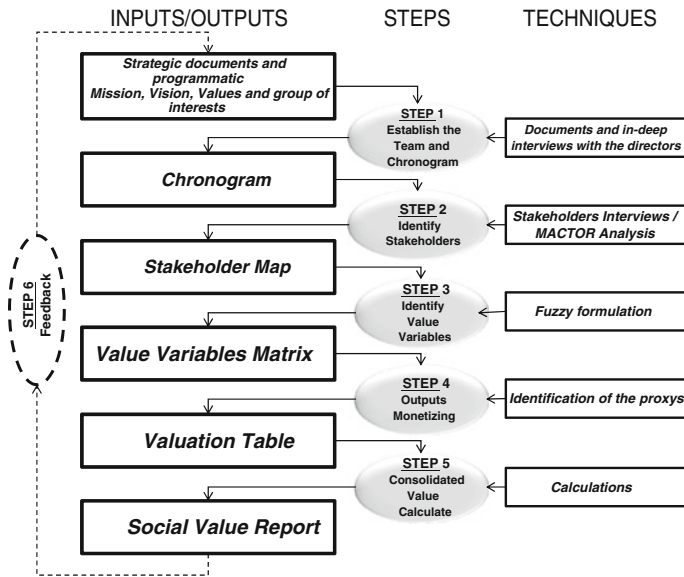 INPUTS/OUTPUTS STEPS TECHNIQUES
Strategic documents and
programmatic
Mission, Vision, Values and group of
interests
STEP 1
Establish the
Team and
Chronogram
Documents and in-deep
interviews with the directors
Chronogram
STEP 2
Identify
Stakeholders
Stakeholders Interviews /
MACTOR Analysis
Stakeholder Map
STEP 3
Identify
Value
Variables
Fuzzy formulation
Value Variables Matrix
STEP 4
Outputs
Monetizing
Identification of the proxys
Valuation Table
STEP 5
Consolidated
Value
Calculate
Calculations
Social Value Report
STEP 6
Feedback